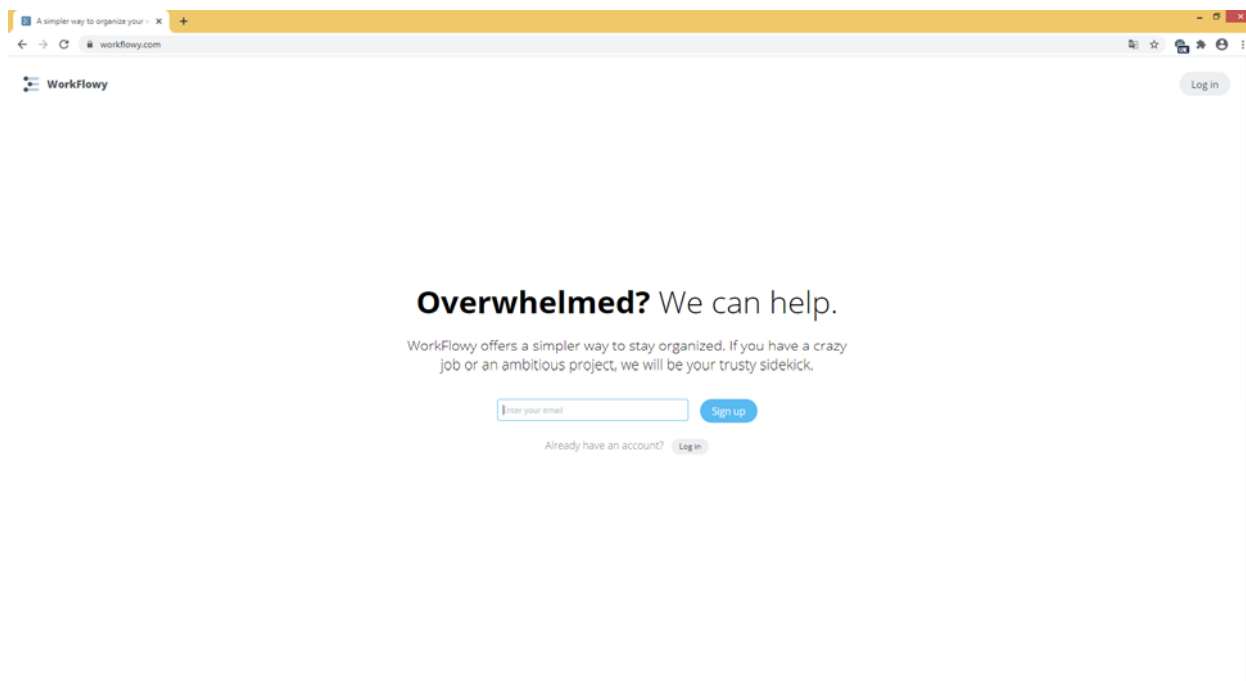 A simpler way to organize your
workflowy.com
UK
WorkFlowy
Log in
Overwhelmed? We can help.
WorkFlowy offers a simpler way to stay organized. If you have a crazy
job or an ambitious project, we will be your trusty sidekick.
Enter your email
Sign up
Already have an account? Log in